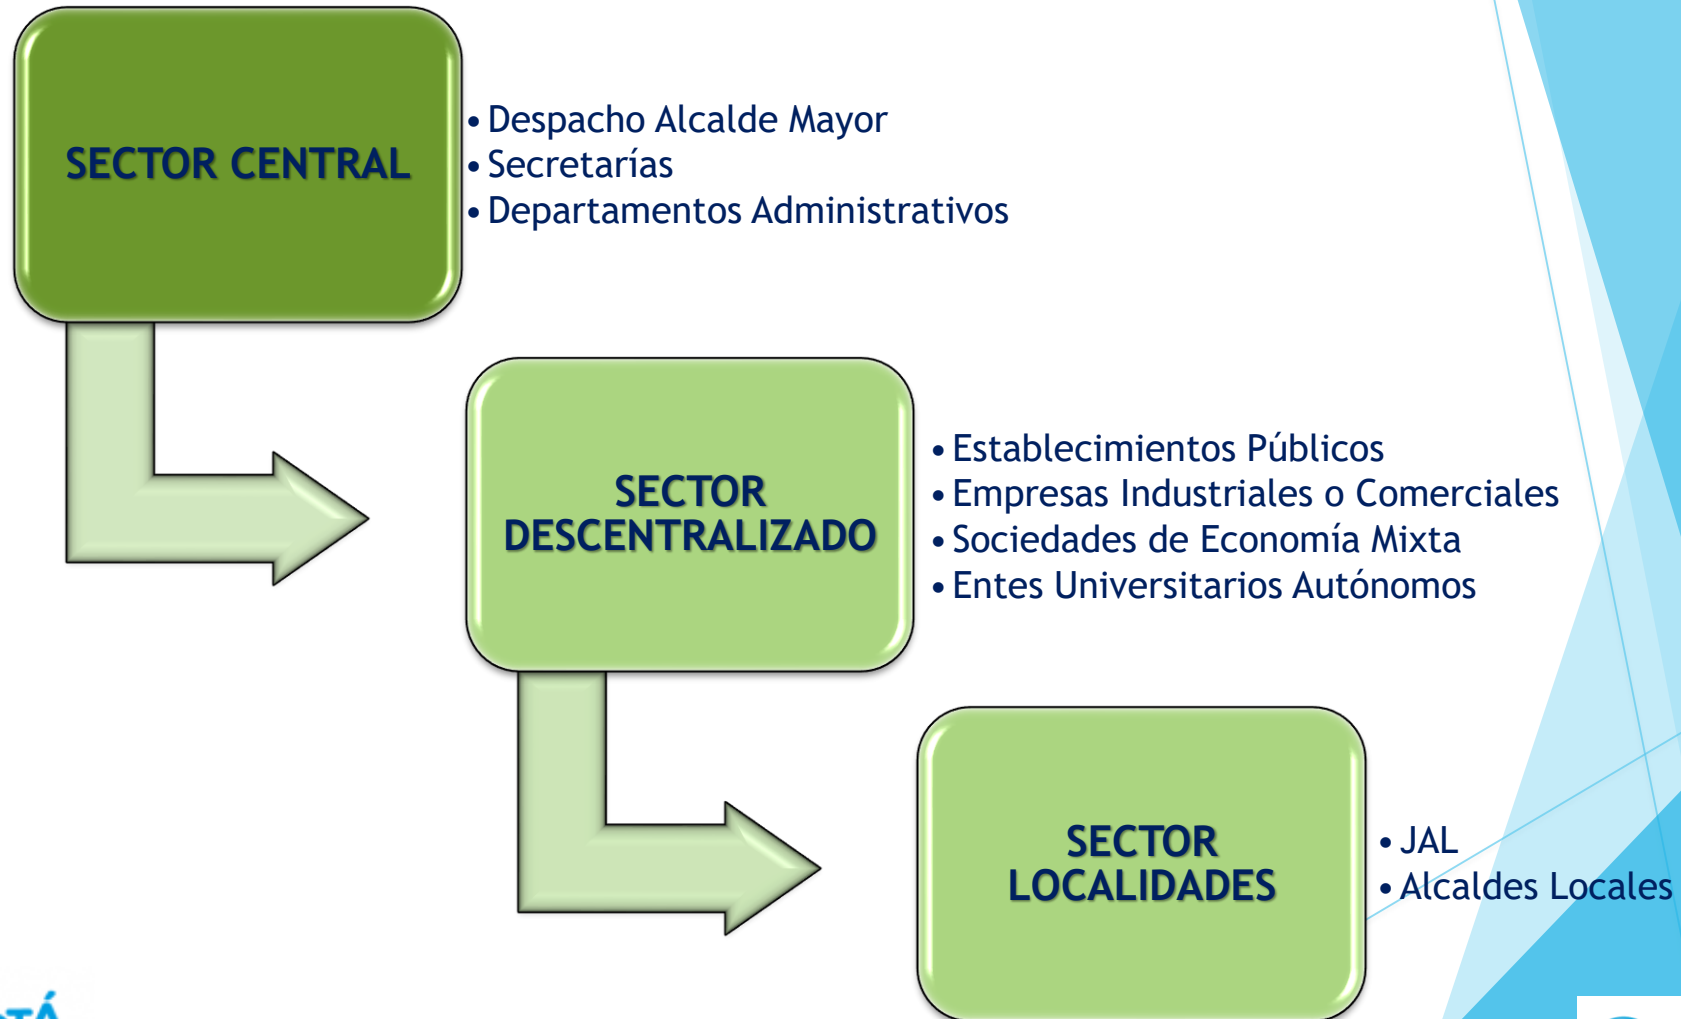 SECTOR CENTRAL
• Despacho Alcalde Mayor
• Secretarías
• Departamentos Administrativos
SECTOR
DESCENTRALIZADO
• Establecimientos Públicos
• Empresas Industriales o Comerciales
• Sociedades de Economía Mixta
• Entes Universitarios Autónomos
SECTOR
LOCALIDADES
• JAL
• Alcaldes Locales